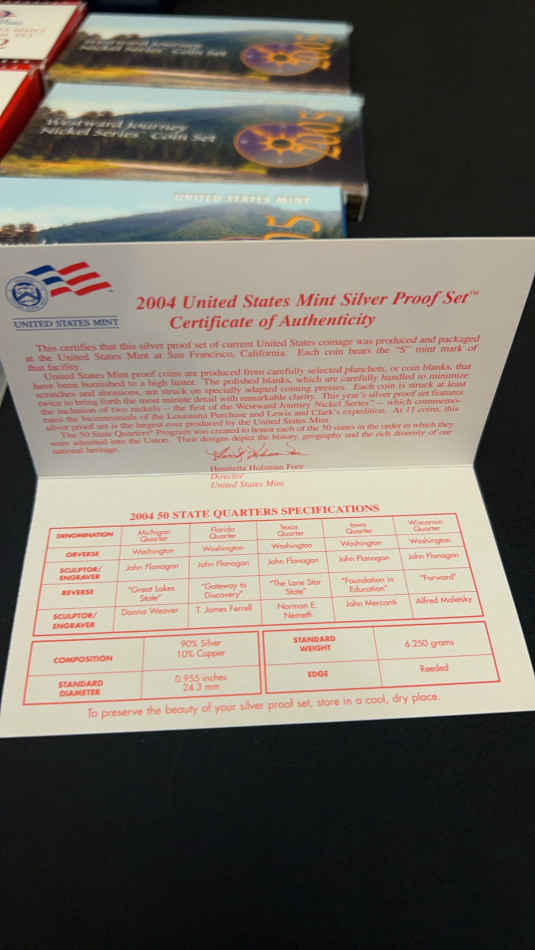 Westward Journey
Nickel Series™ Coin Set
2005
Westward Journey
Nickel Series™ Coin Set
2005
UNITED STATES MINT
2005
UNITED STATES MINT
2004 United States Mint Silver Proof Set™
Certificate of Authenticity
This certifies that this silver proof set of current United States coinage was produced and packaged
at the United States Mint at San Francisco, California. Each coin bears the "S" mint mark of
that facility.
United States Mint proof coins are produced from carefully selected planchets, or coin blanks, that
have been burnished to a high luster. The polished blanks, which are carefully handled to minimize
scratches and abrasions, are struck on specially adapted coining presses. Each coin is struck at least
twice to bring forth the most minute detail with remarkable clarity. This year's silver proof set features
the inclusion of two nickels – the first of the Westward Journey Nickel Series™ – which commemo-
rates the bicentennials of the Louisiana Purchase and Lewis and Clark's expedition. At 11 coins, this
silver proof set is the largest ever produced by the United States Mint.
The 50 State Quarters® Program was created to honor each of the 50 states in the order in which they
were admitted into the Union. Their designs depict the history, geography and the rich diversity of our
national heritage.
Henrietta Holsman Fore
Director
United States Mint
2004 50 STATE QUARTERS SPECIFICATIONS
DENOMINATION Michigan Quarter Florida Quarter Texas Quarter Iowa Quarter Wisconsin Quarter
OBVERSE Washington Washington Washington Washington Washington
SCULPTOR/ENGRAVER John Flanagan John Flanagan John Flanagan John Flanagan John Flanagan
REVERSE "Great Lakes State" "Gateway to Discovery" "The Lone Star State" "Foundation in Education" "Forward"
SCULPTOR/ENGRAVER Donna Weaver T. James Ferrell Norman E. Nemeth John Mercanti Alfred Maletsky
COMPOSITION 90% Silver 10% Copper
STANDARD WEIGHT 6.250 grams
STANDARD DIAMETER 0.955 inches 24.3 mm
EDGE Reeded
To preserve the beauty of your silver proof set, store in a cool, dry place.